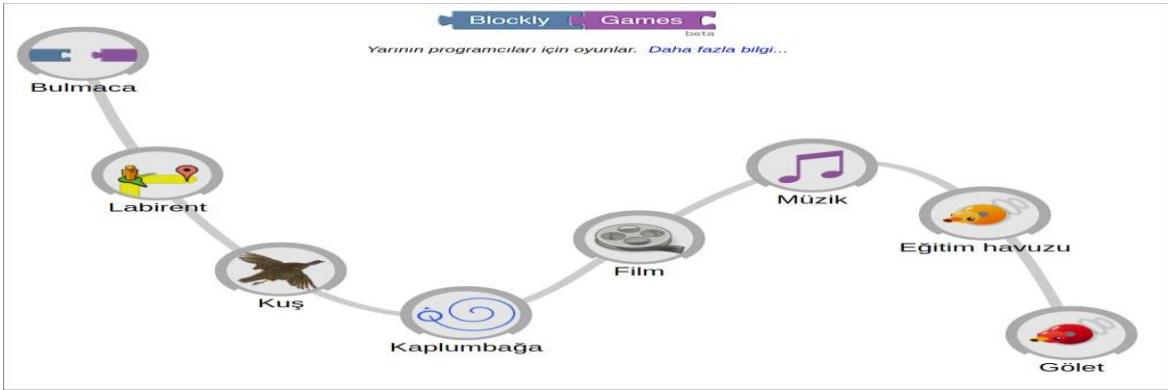 Blockly Games
beta
Yarının programcıları için oyunlar. Daha fazla bilgi...
Bulmaca
Labirent
Kuş
Kaplumbağa
Film
Müzik
Eğitim havuzu
Gölet